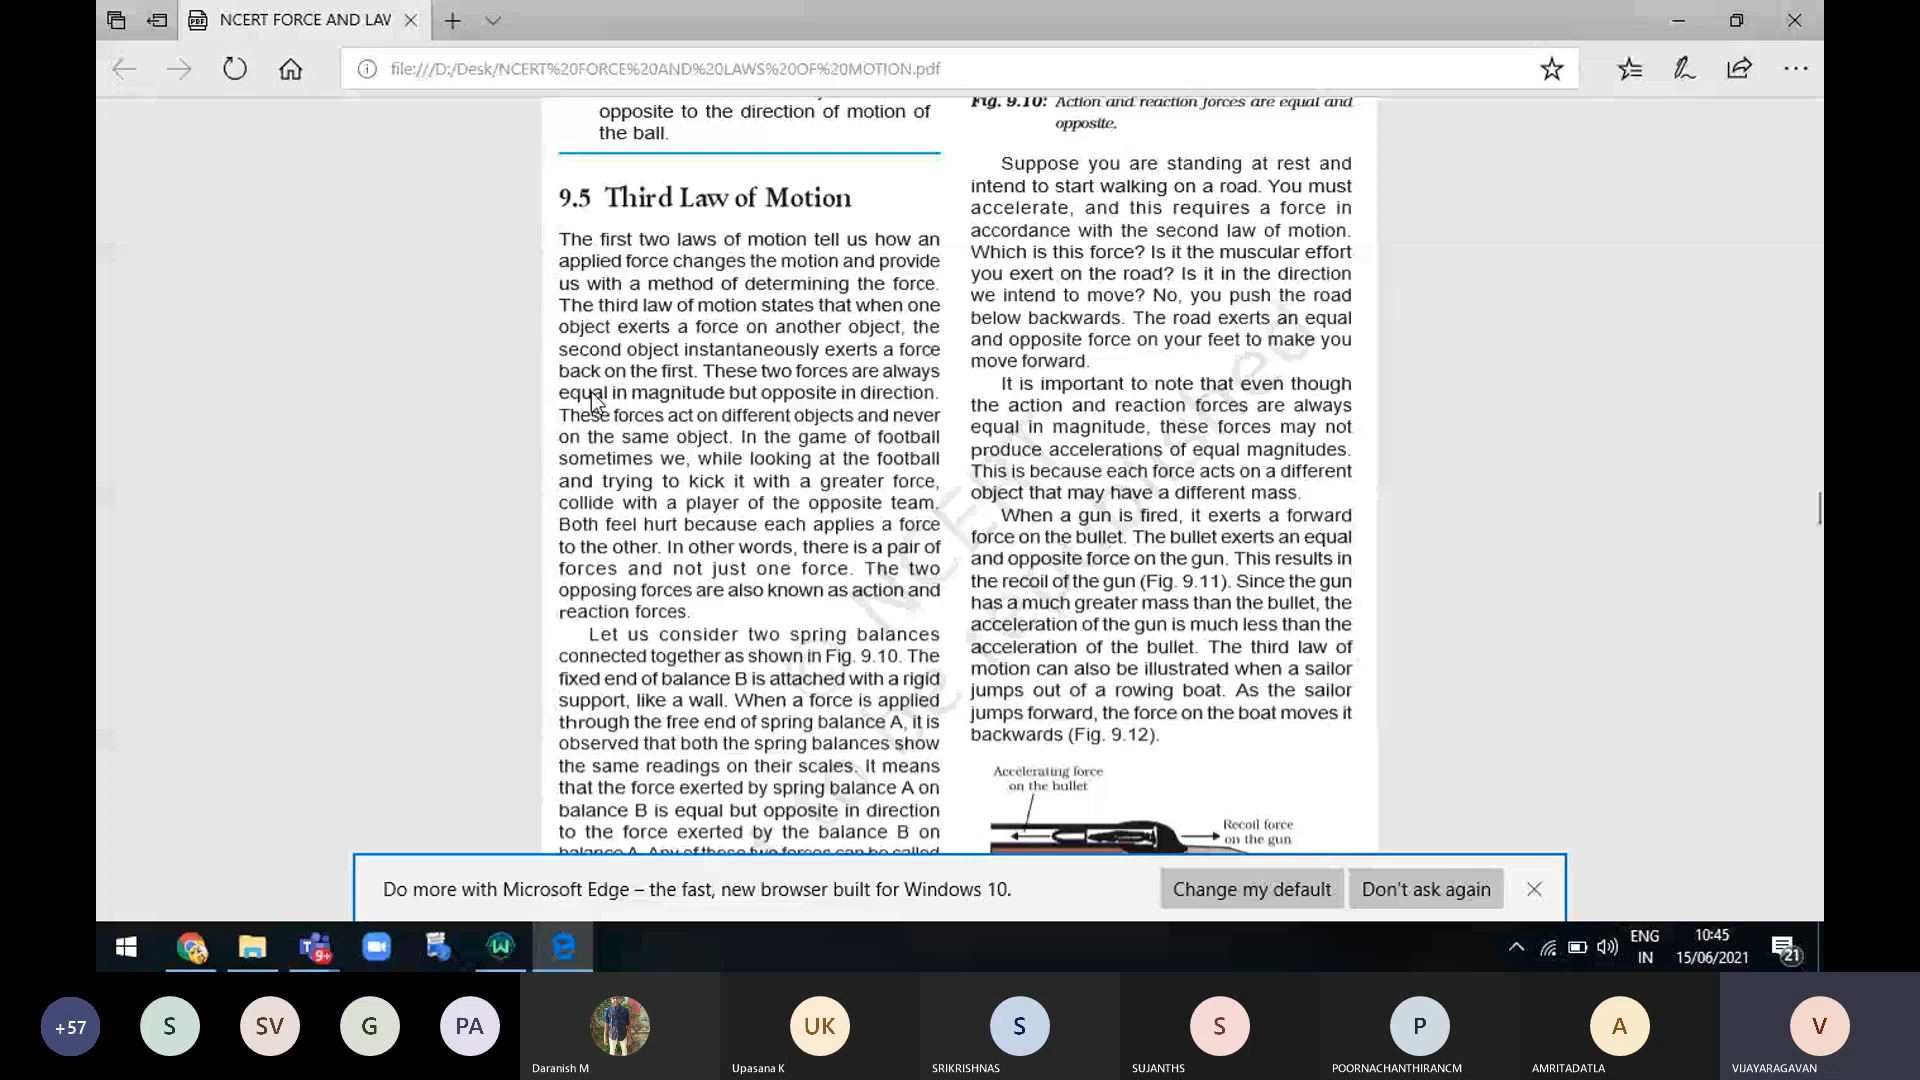 NCERT FORCE AND LAV
file:///D:/Desk/NCERT%20FORCE%20AND%20LAWS%20OF%20MOTION.pdf
opposite to the direction of motion of
the ball.
9.5 Third Law of Motion
The first two laws of motion tell us how an
applied force changes the motion and provide
us with a method of determining the force.
The third law of motion states that when one
object exerts a force on another object, the
second object instantaneously exerts a force
back on the first. These two forces are always
equal in magnitude but opposite in direction.
These forces act on different objects and never
on the same object. In the game of football
sometimes we, while looking at the football
and trying to kick it with a greater force,
collide with a player of the opposite team.
Both feel hurt because each applies a force
to the other. In other words, there is a pair of
forces and not just one force. The two
opposing forces are also known as action and
reaction forces.
Let us consider two spring balances
connected together as shown in Fig. 9.10. The
fixed end of balance B is attached with a rigid
support, like a wall. When a force is applied
through the free end of spring balance A, it is
observed that both the spring balances show
the same readings on their scales. It means
that the force exerted by spring balance A on
balance B is equal but opposite in direction
to the force exerted by the balance B on
balance A. Any of these two forces can be called
Fig. 9.10: Action and reaction forces are equal and
opposite.
Suppose you are standing at rest and
intend to start walking on a road. You must
accelerate, and this requires a force in
accordance with the second law of motion.
Which is this force? Is it the muscular effort
you exert on the road? Is it in the direction
we intend to move? No, you push the road
below backwards. The road exerts an equal
and opposite force on your feet to make you
move forward.
It is important to note that even though
the action and reaction forces are always
equal in magnitude, these forces may not
produce accelerations of equal magnitudes.
This is because each force acts on a different
object that may have a different mass.
When a gun is fired, it exerts a forward
force on the bullet. The bullet exerts an equal
and opposite force on the gun. This results in
the recoil of the gun (Fig. 9.11). Since the gun
has a much greater mass than the bullet, the
acceleration of the gun is much less than the
acceleration of the bullet. The third law of
motion can also be illustrated when a sailor
jumps out of a rowing boat. As the sailor
jumps forward, the force on the boat moves it
backwards (Fig. 9.12).
Accelerating force
on the bullet
Recoil force
on the gun
© NCERT
be republished
Do more with Microsoft Edge – the fast, new browser built for Windows 10.
Change my default
Don't ask again
9+
ENG
IN
10:45
15/06/2021
21
+57
S
SV
G
PA
UK
S
S
P
A
V
Daranish M
Upasana K
SRIKRISHNAS
SUJANTHS
POORNACHANTHIRANCM
AMRITADATLA
VIJAYARAGAVAN